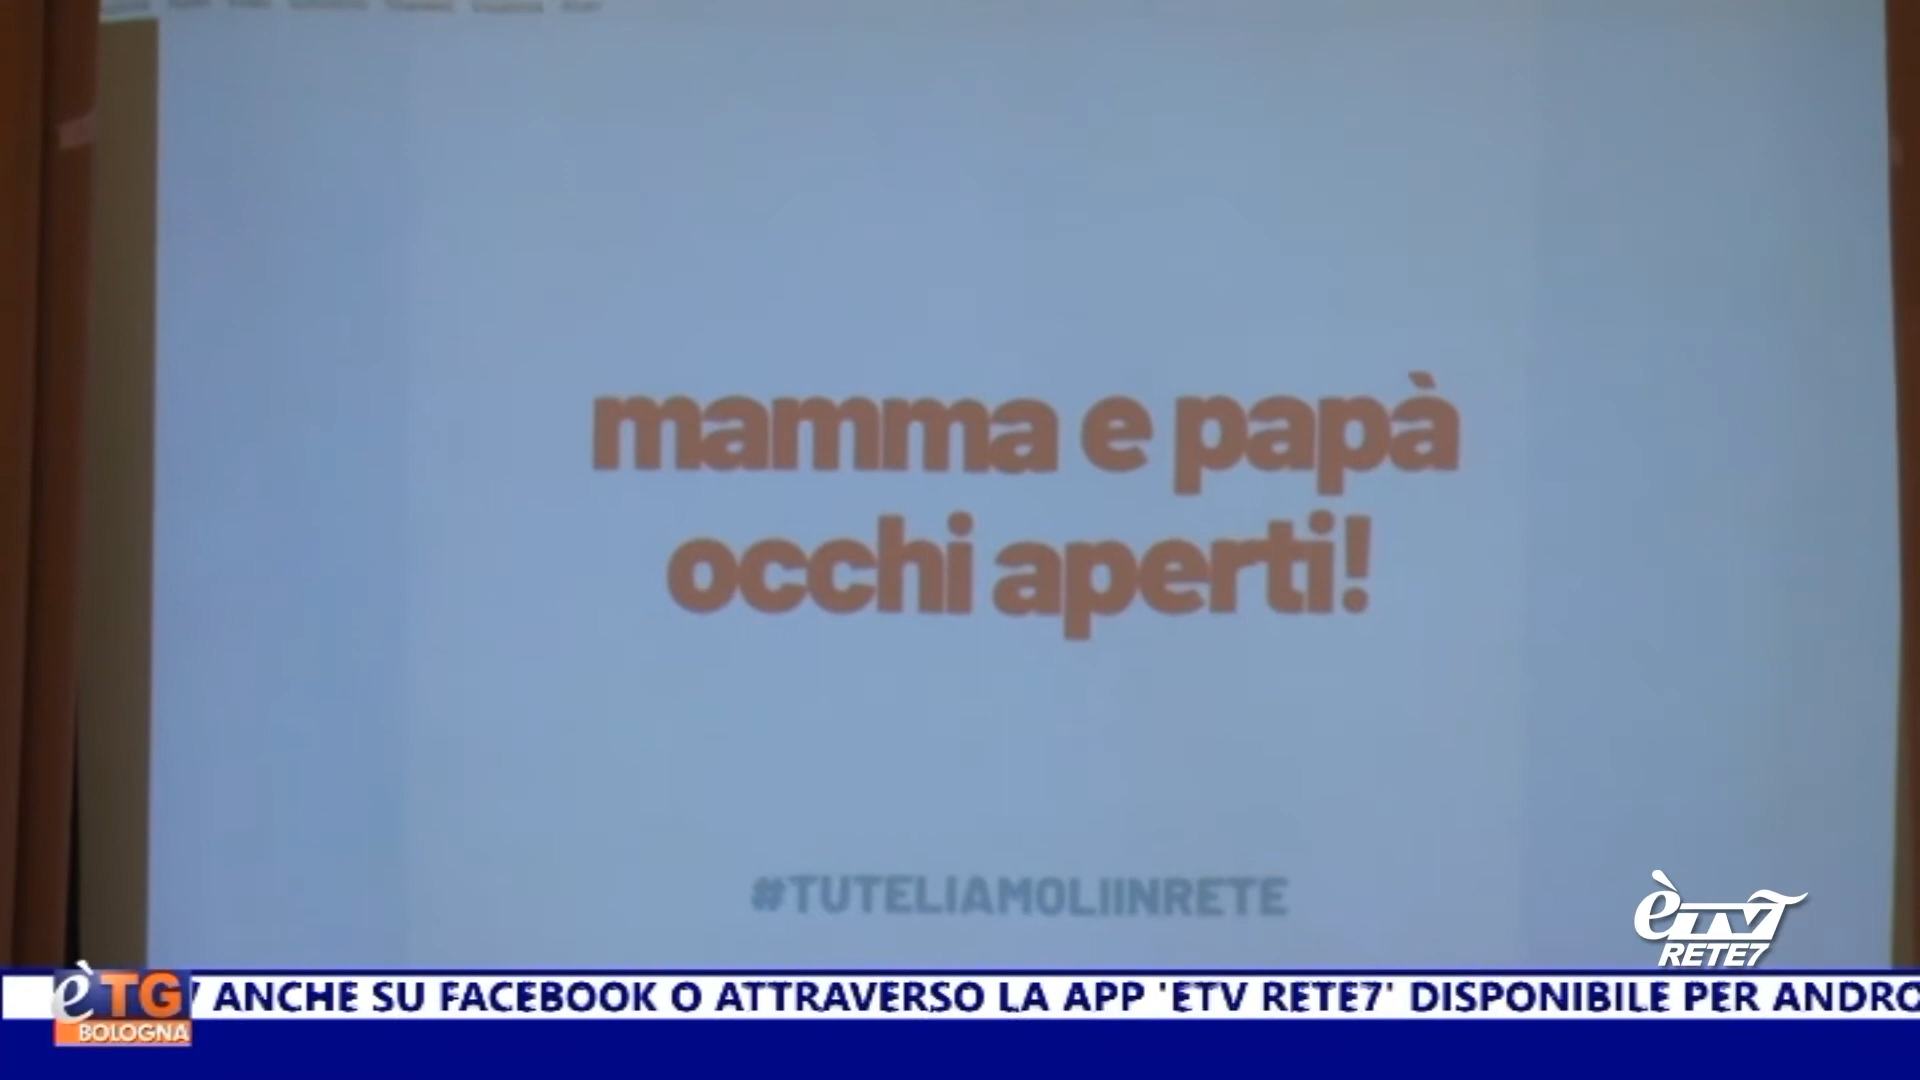 mamma e papà
occhi aperti!
#TUTELIAMOLIINRETE
èTV
RETE7
èTG
BOLOGNA
ANCHE SU FACEBOOK O ATTRAVERSO LA APP 'ETV RETE7' DISPONIBILE PER ANDRO